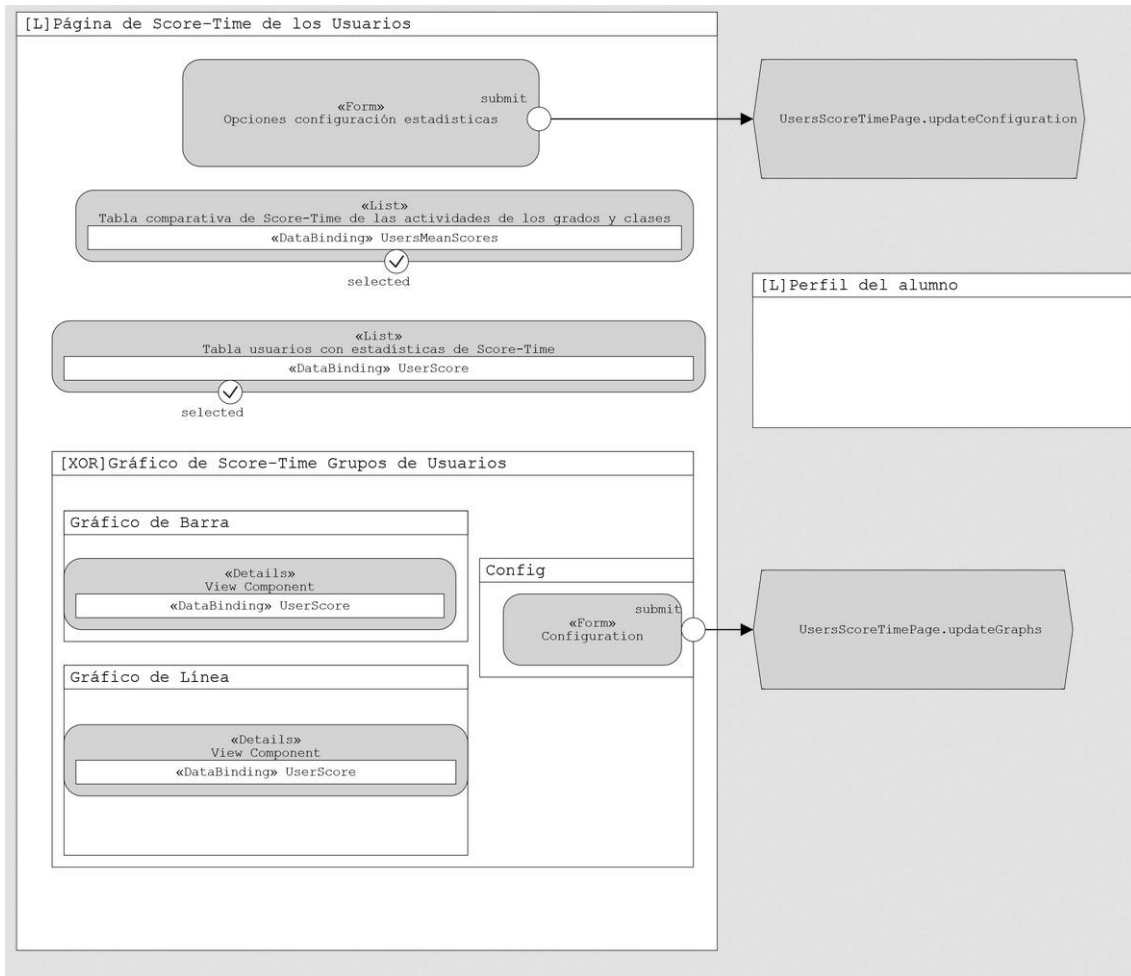 [L]Página de Score-Time de los Usuarios
submit
«Form»
Opciones configuración estadísticas
UsersScoreTimePage.updateConfiguration
«List»
Tabla comparativa de Score-Time de las actividades de los grados y clases
«DataBinding» UsersMeanScores
selected
[L]Perfil del alumno
«List»
Tabla usuarios con estadísticas de Score-Time
«DataBinding» UserScore
selected
[XOR]Gráfico de Score-Time Grupos de Usuarios
Gráfico de Barra
«Details»
View Component
«DataBinding» UserScore
Config
submit
«Form»
Configuration
UsersScoreTimePage.updateGraphs
Gráfico de Línea
«Details»
View Component
«DataBinding» UserScore